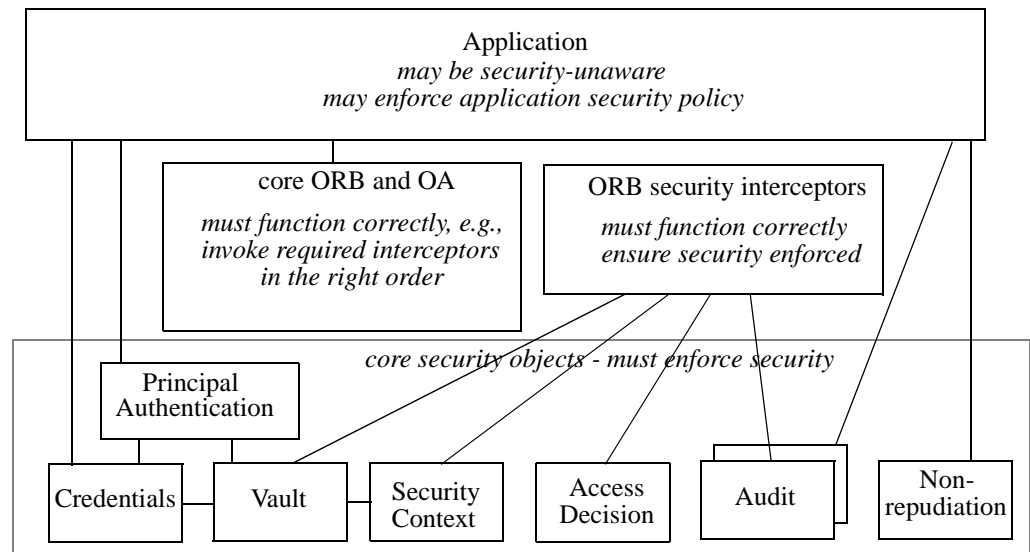 Application
may be security-unaware
may enforce application security policy
core ORB and OA
must function correctly, e.g.,
invoke required interceptors
in the right order
ORB security interceptors
must function correctly
ensure security enforced
core security objects - must enforce security
Principal
Authentication
Credentials
Vault
Security
Context
Access
Decision
Audit
Non-
repudiation